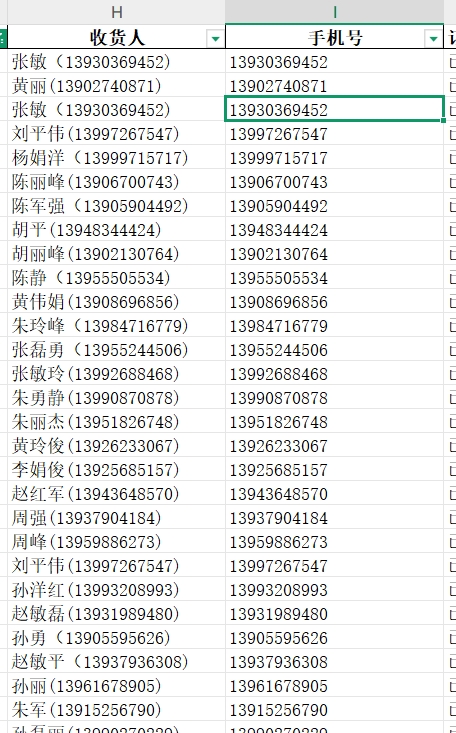 H I
收货人 手机号
张敏（13930369452) 13930369452
黄丽(13902740871) 13902740871
张敏（13930369452) 13930369452
刘平伟(13997267547) 13997267547
杨娟洋（13999715717) 13999715717
陈丽峰(13906700743) 13906700743
陈军强（13905904492) 13905904492
胡平(13948344424) 13948344424
胡丽峰(13902130764) 13902130764
陈静（13955505534) 13955505534
黄伟娟(13908696856) 13908696856
朱玲峰（13984716779) 13984716779
张磊勇（13955244506) 13955244506
张敏玲(13992688468) 13992688468
朱勇静(13990870878) 13990870878
朱丽杰(13951826748) 13951826748
黄玲俊(13926233067) 13926233067
李娟俊(13925685157) 13925685157
赵红军(13943648570) 13943648570
周强(13937904184) 13937904184
周峰(13959886273) 13959886273
刘平伟(13997267547) 13997267547
孙洋红(13993208993) 13993208993
赵敏磊(13931989480) 13931989480
孙勇（13905595626) 13905595626
赵敏平（13937936308) 13937936308
孙丽(13961678905) 13961678905
朱军(13915256790) 13915256790